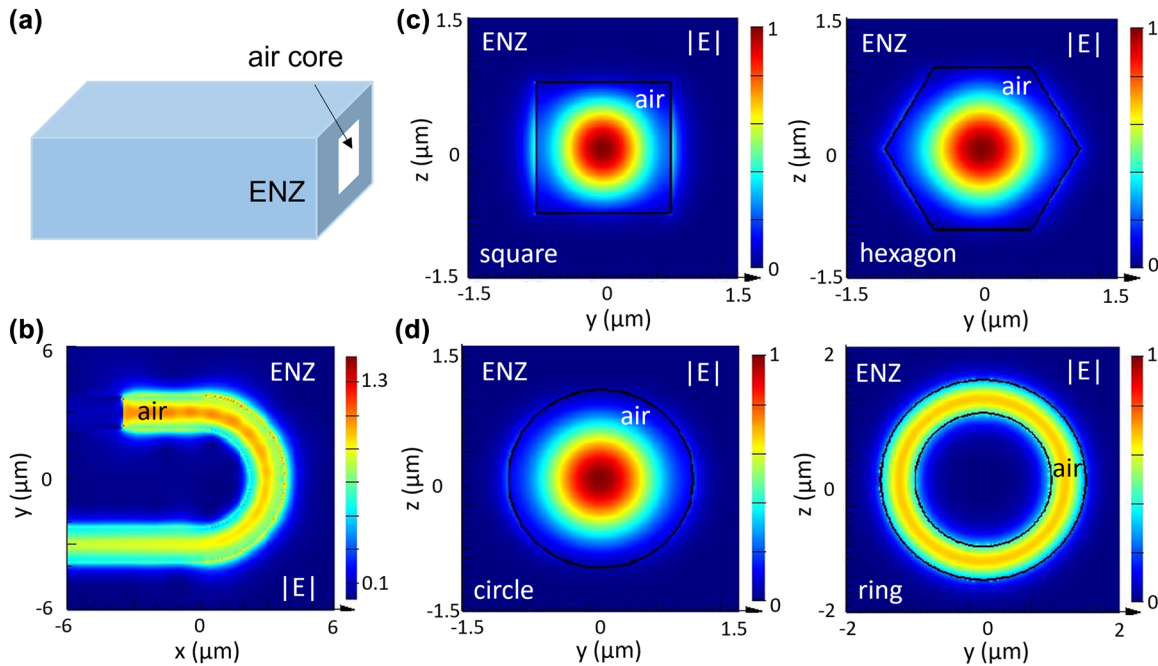 (a)
air core
ENZ
(b)
6
ENZ
1.3
air
y (μm)
0
|E|
0.1
-6
-6
0
6
x (μm)
(c)
1.5
ENZ
|E|
1
air
z (μm)
0
square
0
-1.5
-1.5
0
1.5
y (μm)
1.5
ENZ
|E|
1
air
z (μm)
0
hexagon
0
-1.5
-1.5
0
1.5
y (μm)
(d)
1.5
ENZ
|E|
1
air
z (μm)
0
circle
0
-1.5
-1.5
0
1.5
y (μm)
2
ENZ
|E|
1
air
z (μm)
0
ring
0
-2
-2
0
2
y (μm)